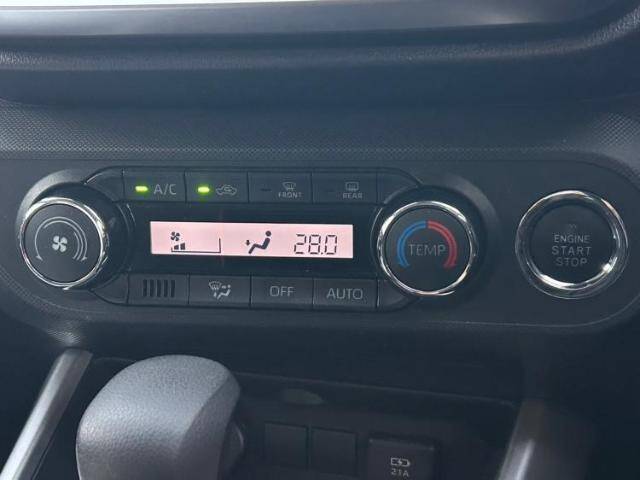 A/C
FRONT
REAR
28.0
TEMP
ENGINE
START
STOP
OFF
AUTO
2.1A